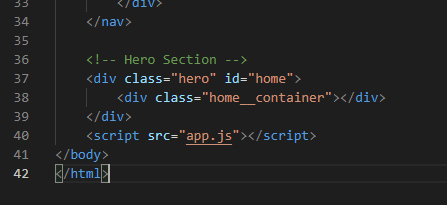 33 </div>
34 </nav>
35
36 <!-- Hero Section -->
37 <div class="hero" id="home">
38 <div class="home__container"></div>
39 </div>
40 <script src="app.js"></script>
41 </body>
42 </html>